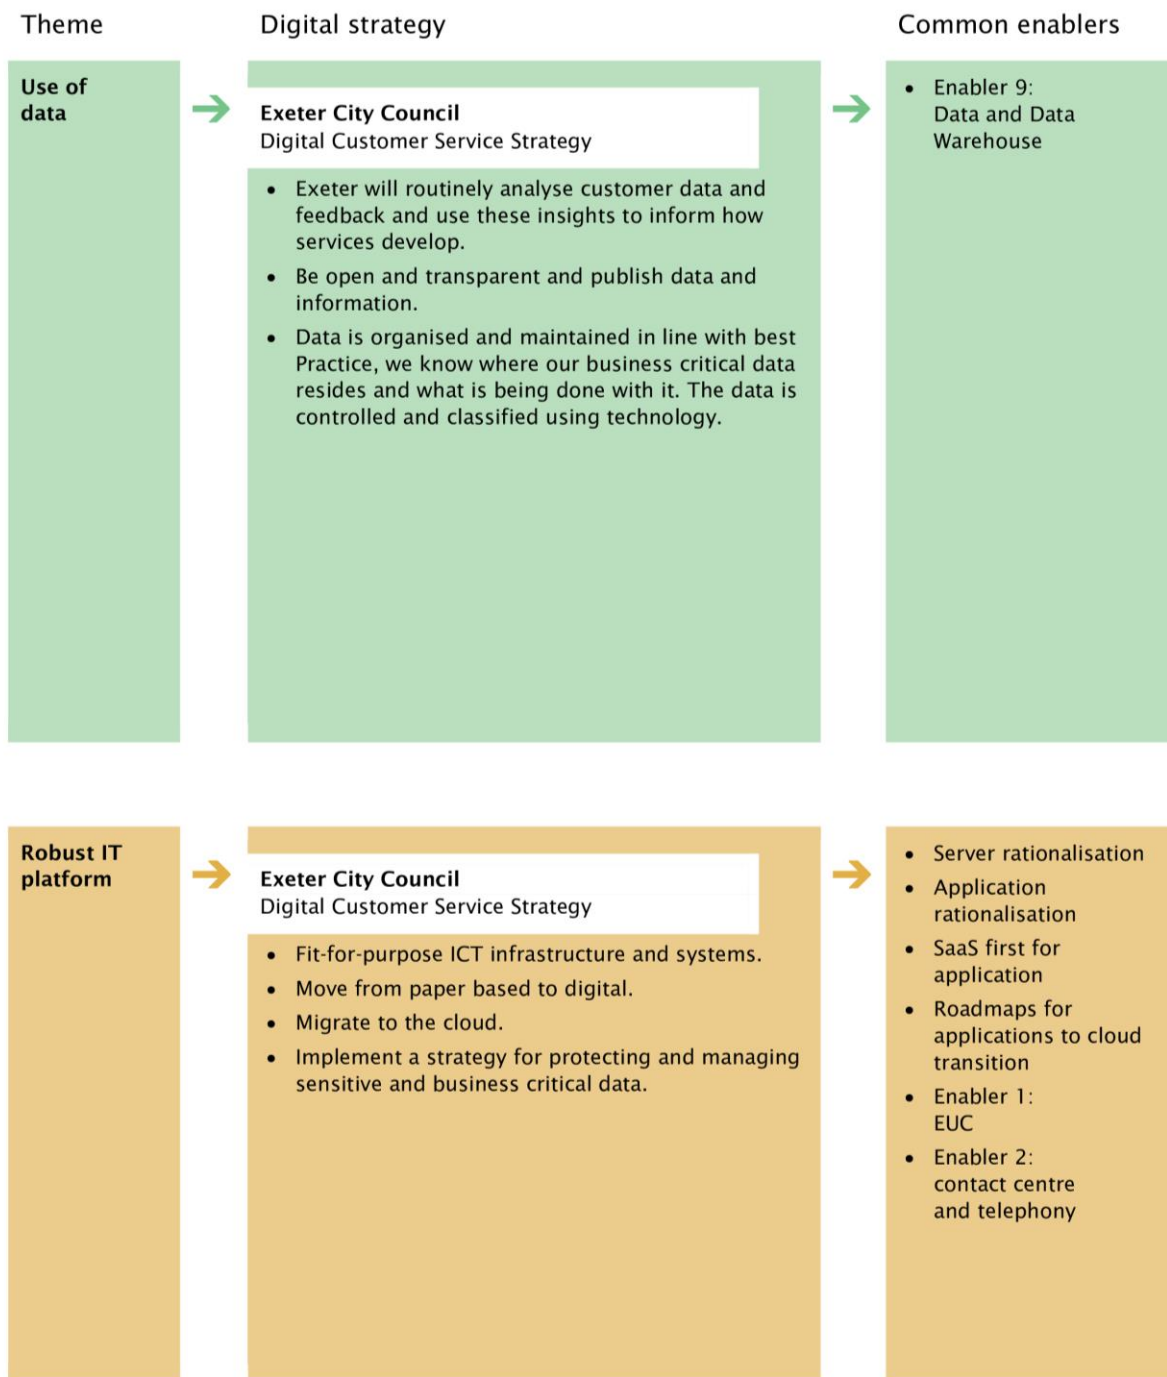 Theme
Digital strategy
Common enablers
Use of
data
Exeter City Council
Digital Customer Service Strategy
• Exeter will routinely analyse customer data and
feedback and use these insights to inform how
services develop.
• Be open and transparent and publish data and
information.
• Data is organised and maintained in line with best
Practice, we know where our business critical data
resides and what is being done with it. The data is
controlled and classified using technology.
• Enabler 9:
Data and Data
Warehouse
Robust IT
platform
Exeter City Council
Digital Customer Service Strategy
• Fit-for-purpose ICT infrastructure and systems.
• Move from paper based to digital.
• Migrate to the cloud.
• Implement a strategy for protecting and managing
sensitive and business critical data.
• Server rationalisation
• Application
rationalisation
• SaaS first for
application
• Roadmaps for
applications to cloud
transition
• Enabler 1:
EUC
• Enabler 2:
contact centre
and telephony